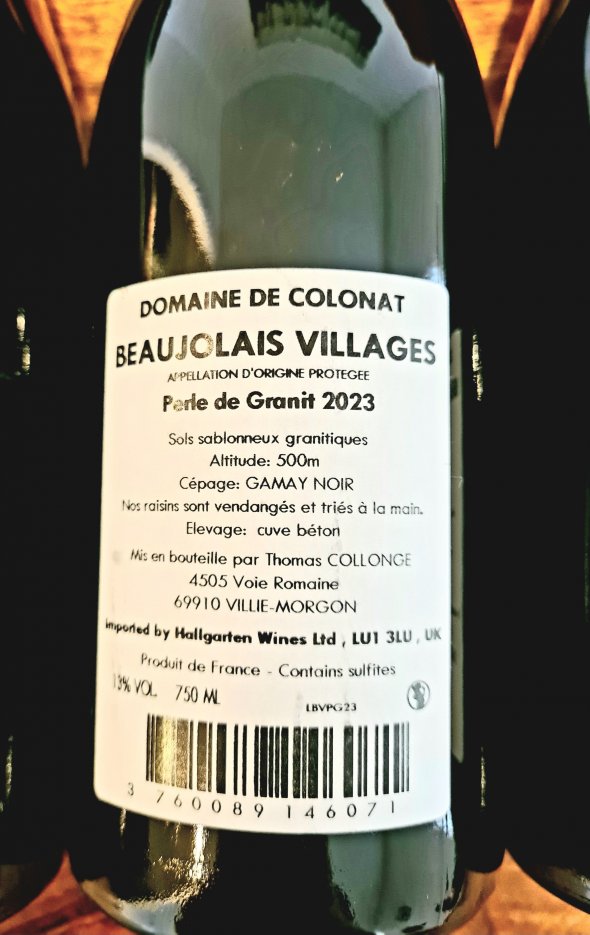 DOMAINE DE COLONAT
BEAUJOLAIS VILLAGES
APPELLATION D'ORIGINE PROTEGEE
Perle de Granit 2023
Sols sablonneux granitiques
Altitude: 500m
Cépage: GAMAY NOIR
Nos raisins sont vendangés et triés à la main.
Elevage: cuve béton
Mis en bouteille par Thomas COLLONGE
4505 Voie Romaine
69910 VILLIE-MORGON
Imported by Hallgarten Wines Ltd , LU1 3LU , UK
Produit de France - Contains sulfites
13% VOL. 750 ML
LBVPG23
3 760089 146071